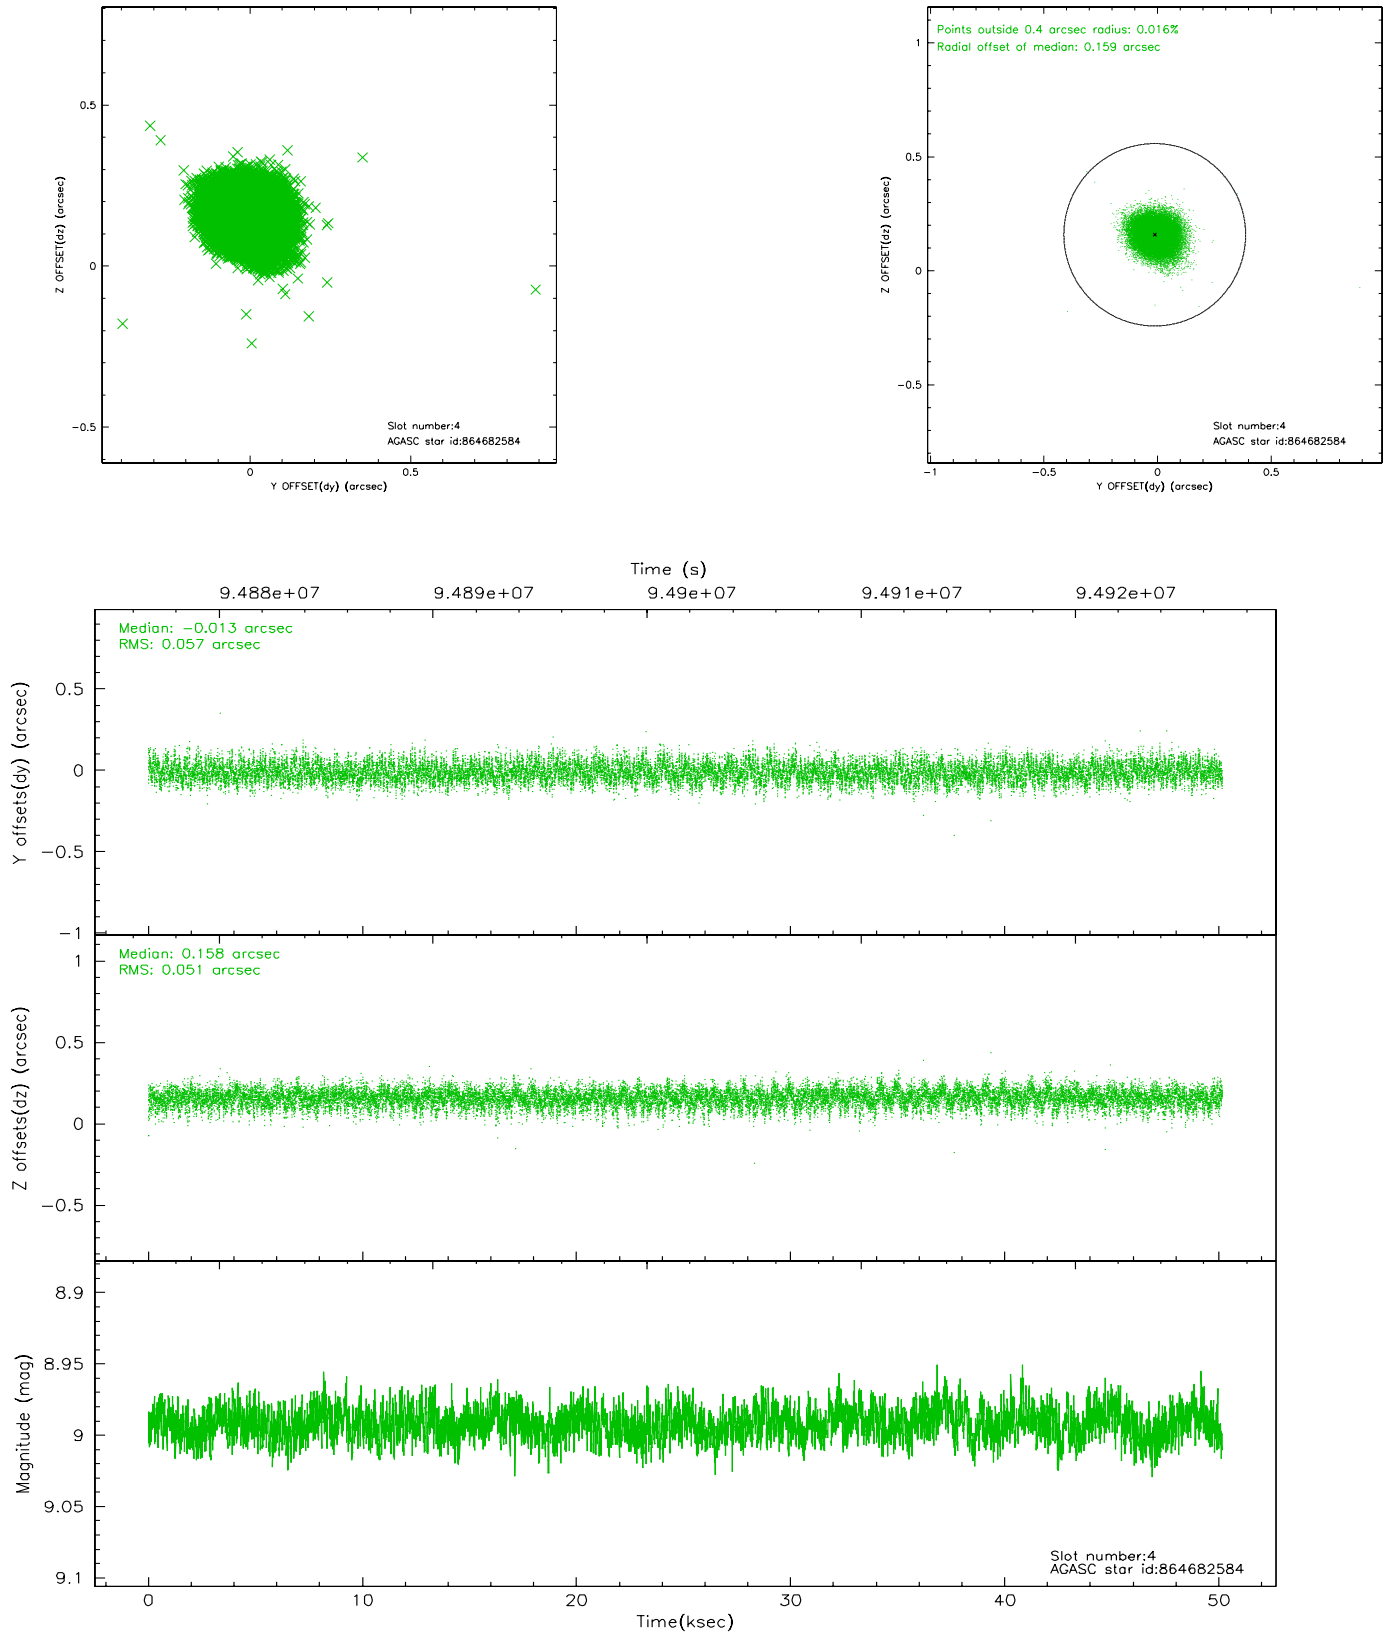 0.5
0
−0.5
0
0.5
Z OFFSET(dz) (arcsec)
Y OFFSET(dy) (arcsec)
Slot number:4
AGASC star id:864682584
Points outside 0.4 arcsec radius: 0.016%
Radial offset of median: 0.159 arcsec
1
0.5
0
−0.5
−1
−0.5
0
0.5
Z OFFSET(dz) (arcsec)
Y OFFSET(dy) (arcsec)
Slot number:4
AGASC star id:864682584
Time (s)
9.488e+07
9.489e+07
9.49e+07
9.491e+07
9.492e+07
Median: −0.013 arcsec
RMS: 0.057 arcsec
0.5
0
−0.5
−1
Y offsets(dy) (arcsec)
Median: 0.158 arcsec
RMS: 0.051 arcsec
1
0.5
0
−0.5
Z offsets(dz) (arcsec)
8.9
8.95
9
9.05
9.1
Magnitude (mag)
Slot number:4
AGASC star id:864682584
0
10
20
30
40
50
Time(ksec)